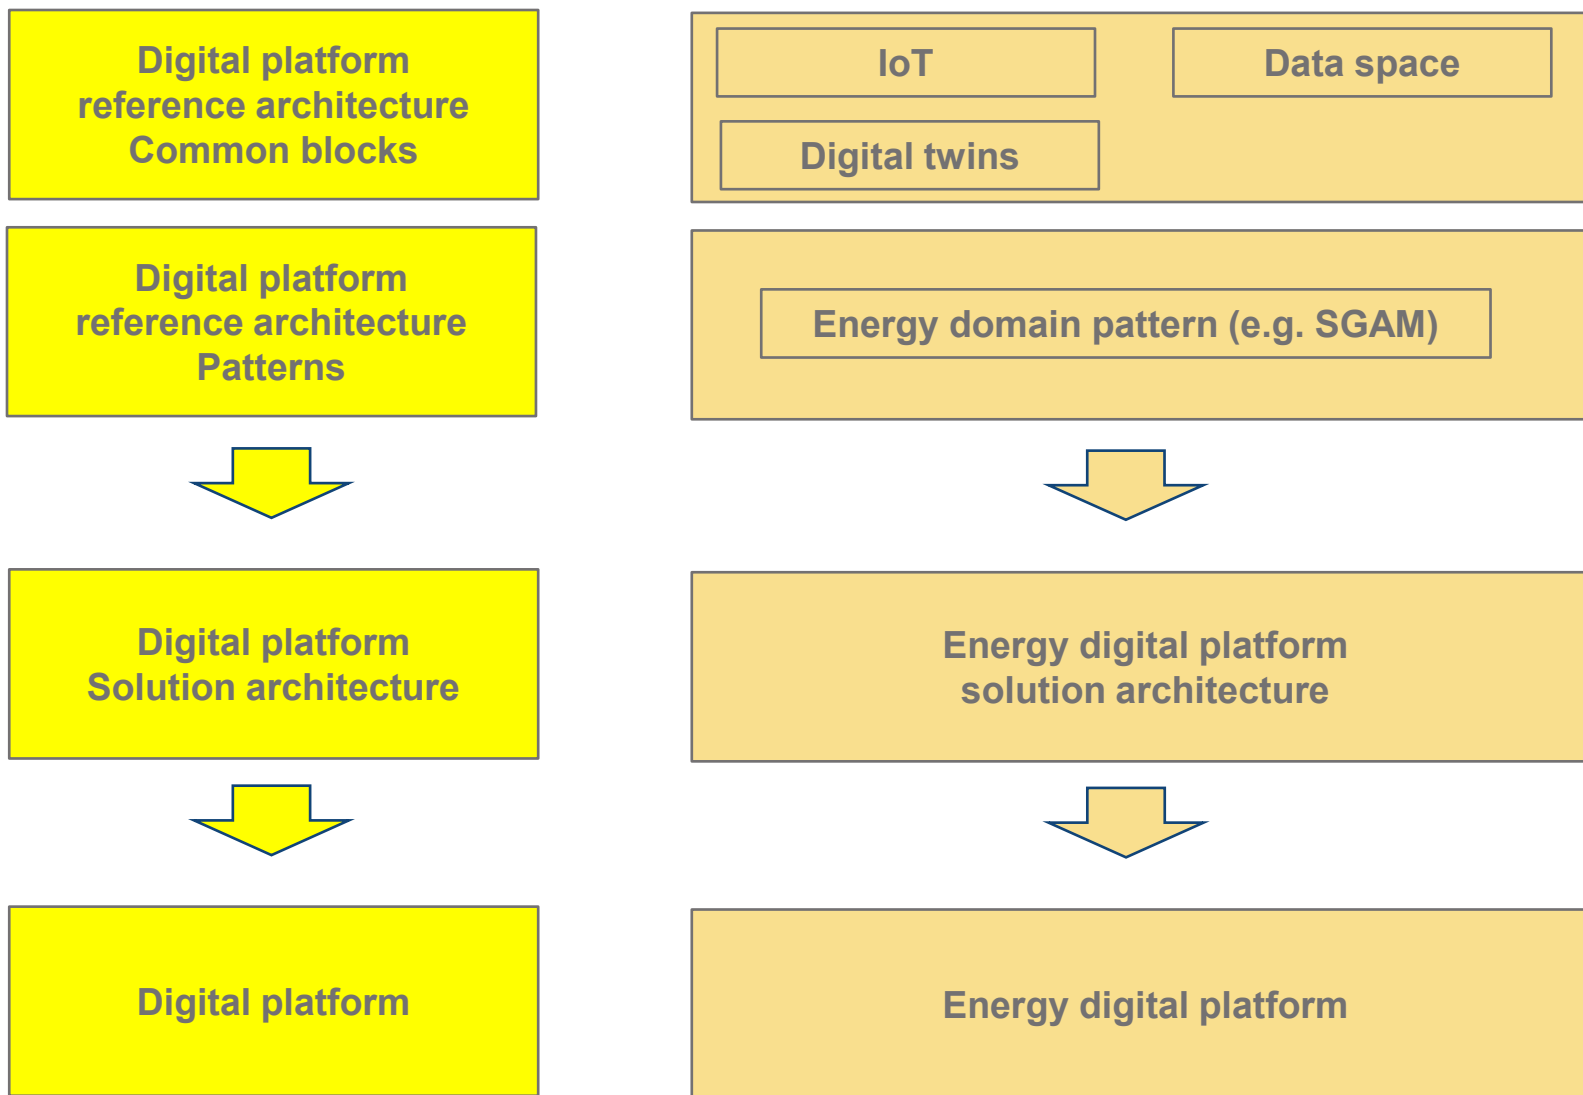 Digital platform
reference architecture
Common blocks
IoT
Data space
Digital twins
Digital platform
reference architecture
Patterns
Energy domain pattern (e.g. SGAM)
Digital platform
Solution architecture
Energy digital platform
solution architecture
Digital platform
Energy digital platform